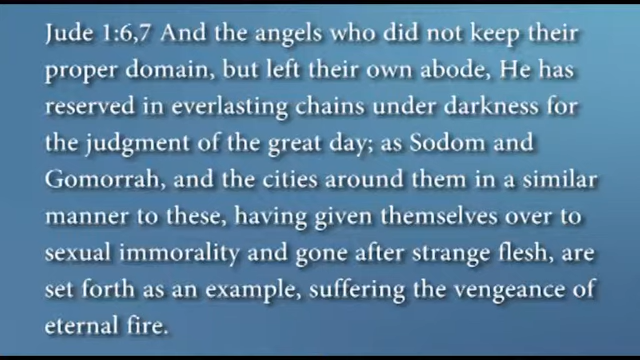 Jude 1:6,7 And the angels who did not keep their
proper domain, but left their own abode, He has
reserved in everlasting chains under darkness for
the judgment of the great day; as Sodom and
Gomorrah, and the cities around them in a similar
manner to these, having given themselves over to
sexual immorality and gone after strange flesh, are
set forth as an example, suffering the vengeance of
eternal fire.